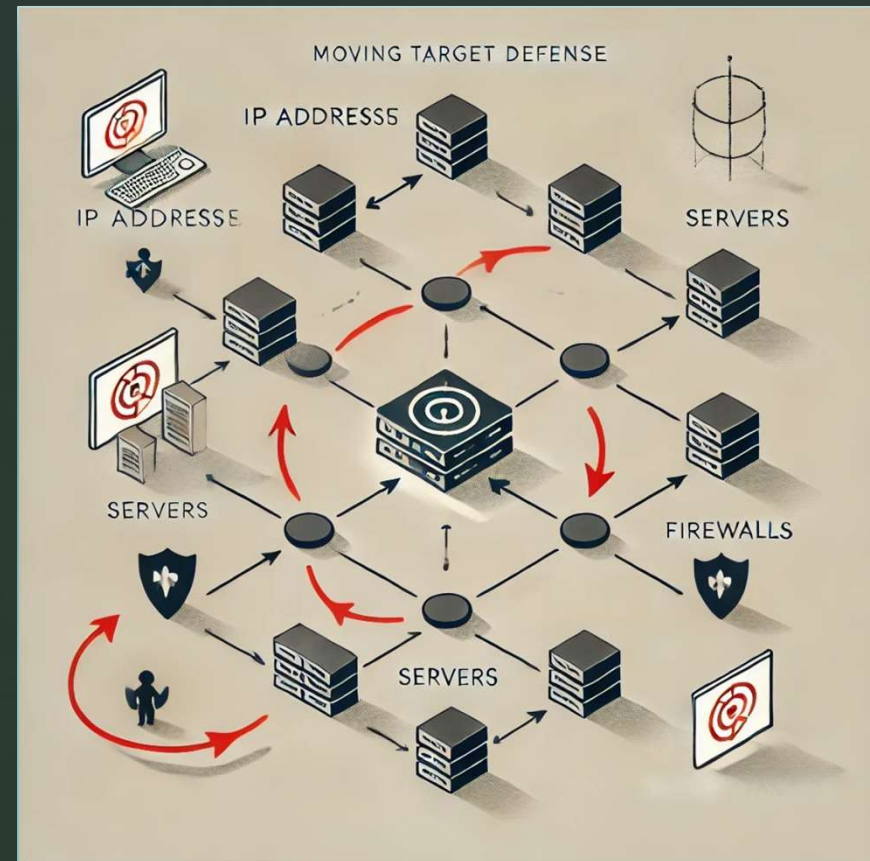 MOVING TARGET DEFENSE
IP ADDRESS5
IP ADDRESSE
SERVERS
SERVERS
FIREWALLS
SERVERS